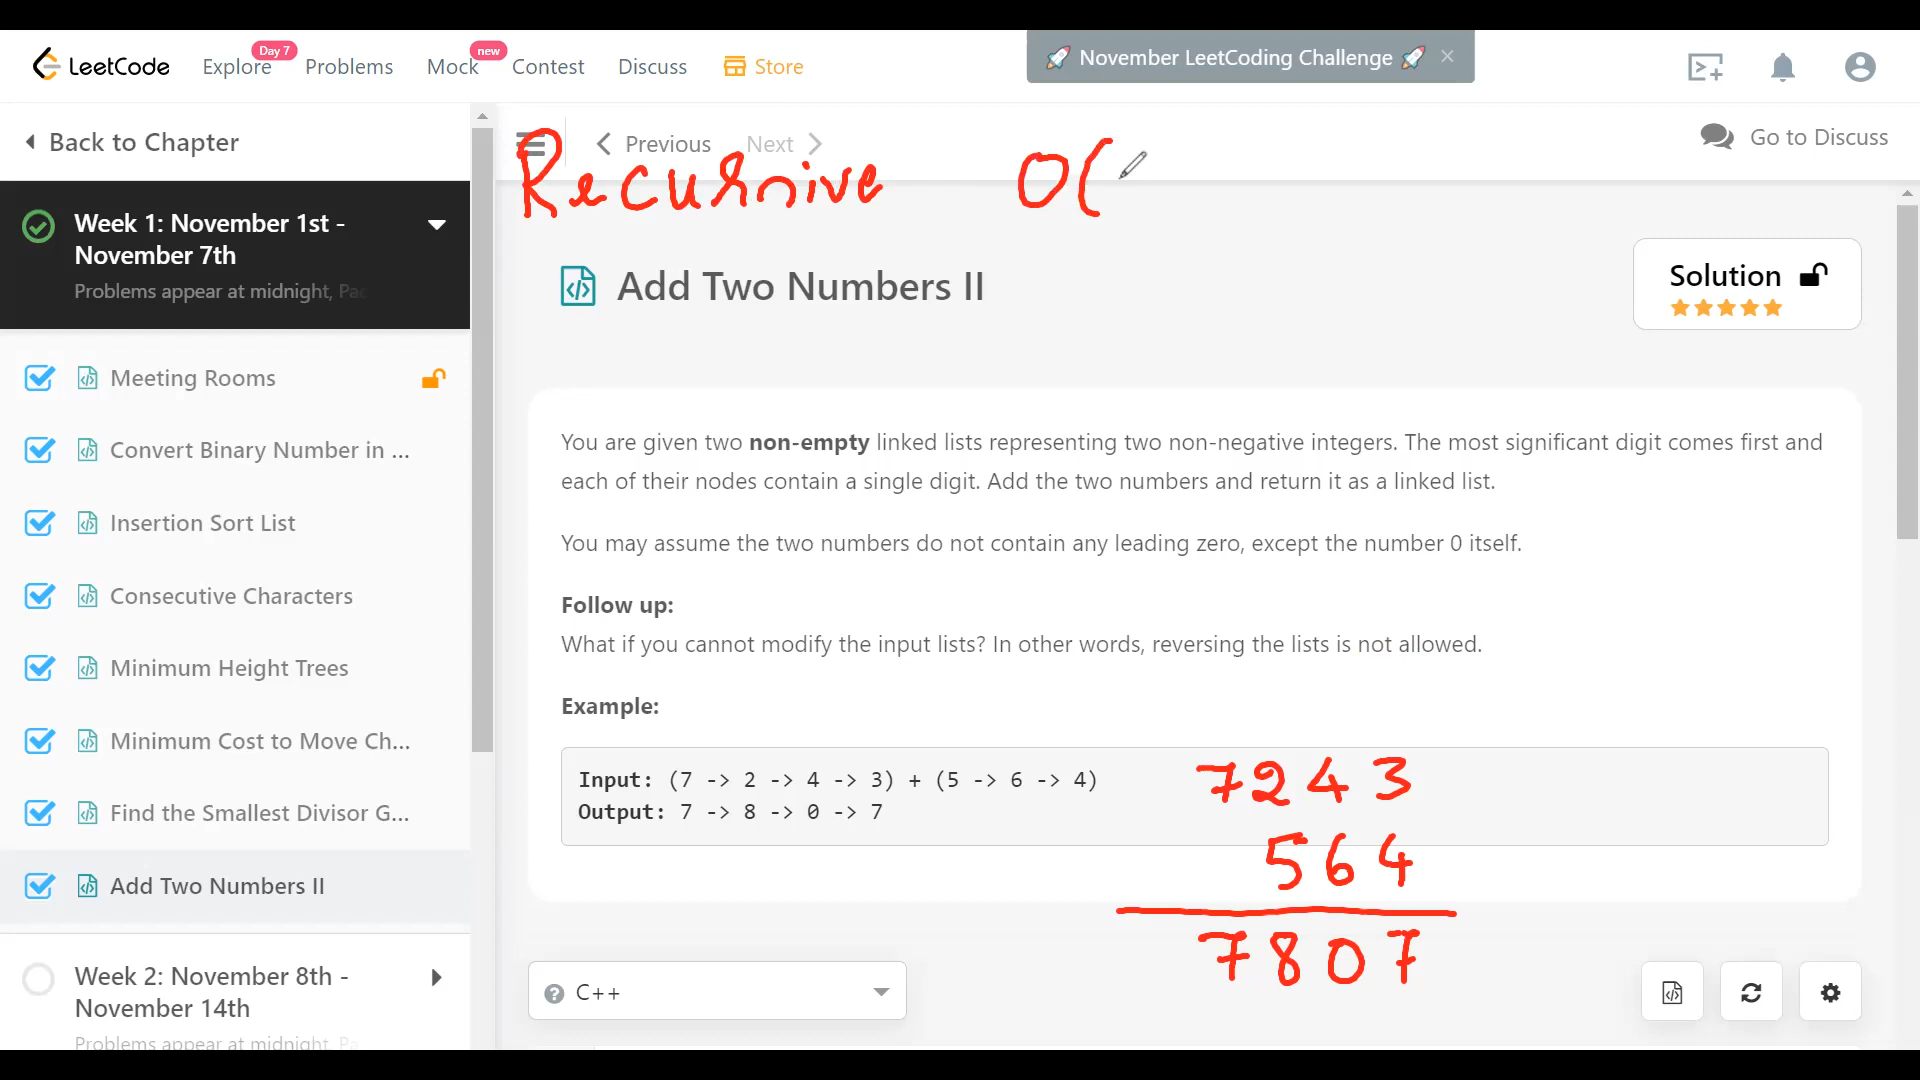 LeetCode
Explore
Day 7
Problems
Mock
new
Contest
Discuss
Store
🚀 November LeetCoding Challenge 🚀 ×
Back to Chapter
Previous
Next
Go to Discuss
Recursive O(
Week 1: November 1st -
November 7th
Problems appear at midnight,
Meeting Rooms
Convert Binary Number in ...
Insertion Sort List
Consecutive Characters
Minimum Height Trees
Minimum Cost to Move Ch...
Find the Smallest Divisor G...
Add Two Numbers II
Week 2: November 8th -
November 14th
Problems appear at midnight,
Add Two Numbers II
Solution
You are given two non-empty linked lists representing two non-negative integers. The most significant digit comes first and
each of their nodes contain a single digit. Add the two numbers and return it as a linked list.
You may assume the two numbers do not contain any leading zero, except the number 0 itself.
Follow up:
What if you cannot modify the input lists? In other words, reversing the lists is not allowed.
Example:
Input: (7 -> 2 -> 4 -> 3) + (5 -> 6 -> 4)
Output: 7 -> 8 -> 0 -> 7
7243
564
7807
C++